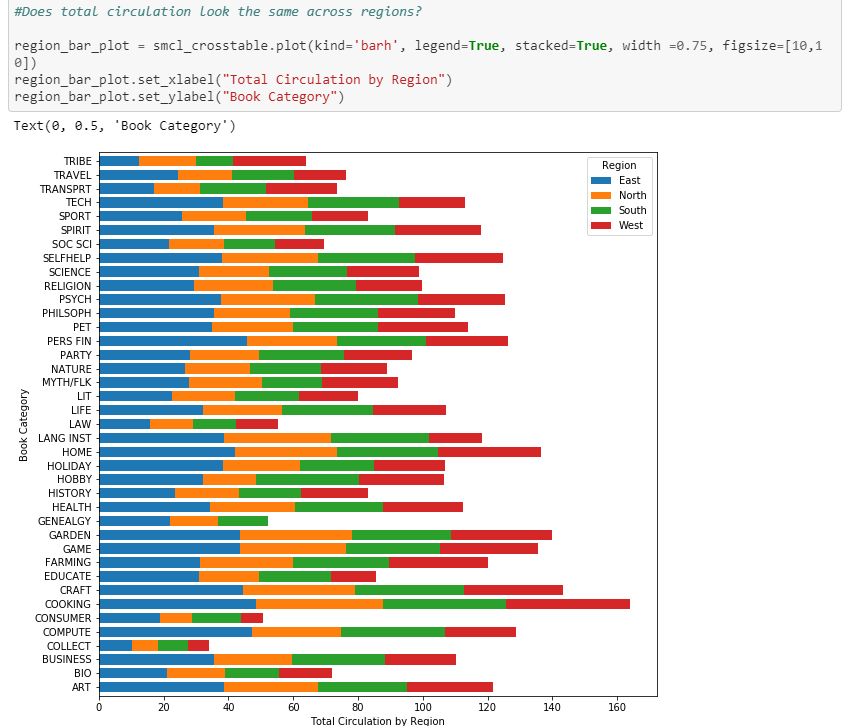 #Does total circulation look the same across regions?
region_bar_plot = smcl_crosstable.plot(kind='barh', legend=True, stacked=True, width =0.75, figsize=[10,1
0])
region_bar_plot.set_xlabel("Total Circulation by Region")
region_bar_plot.set_ylabel("Book Category")
Text(0, 0.5, 'Book Category')
Region
East
North
South
West
Book Category
TRIBE
TRAVEL
TRANSPRT
TECH
SPORT
SPIRIT
SOC SCI
SELFHELP
SCIENCE
RELIGION
PSYCH
PHILSOPH
PET
PERS FIN
PARTY
NATURE
MYTH/FLK
LIT
LIFE
LAW
LANG INST
HOME
HOLIDAY
HOBBY
HISTORY
HEALTH
GENEALGY
GARDEN
GAME
FARMING
EDUCATE
CRAFT
COOKING
CONSUMER
COMPUTE
COLLECT
BUSINESS
BIO
ART
0 20 40 60 80 100 120 140 160
Total Circulation by Region